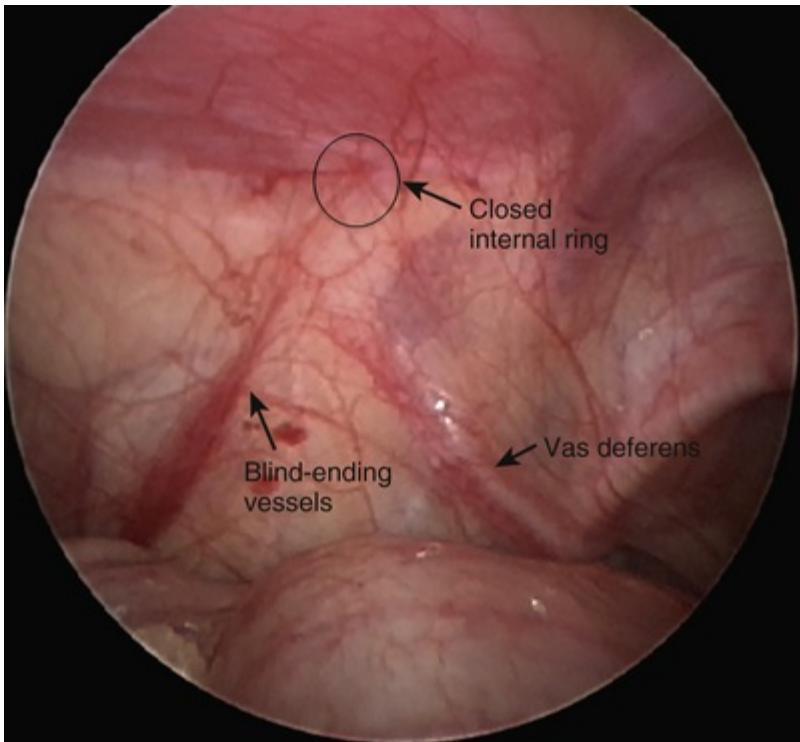 Closed
internal ring
Vas deferens
Blind-ending
vessels